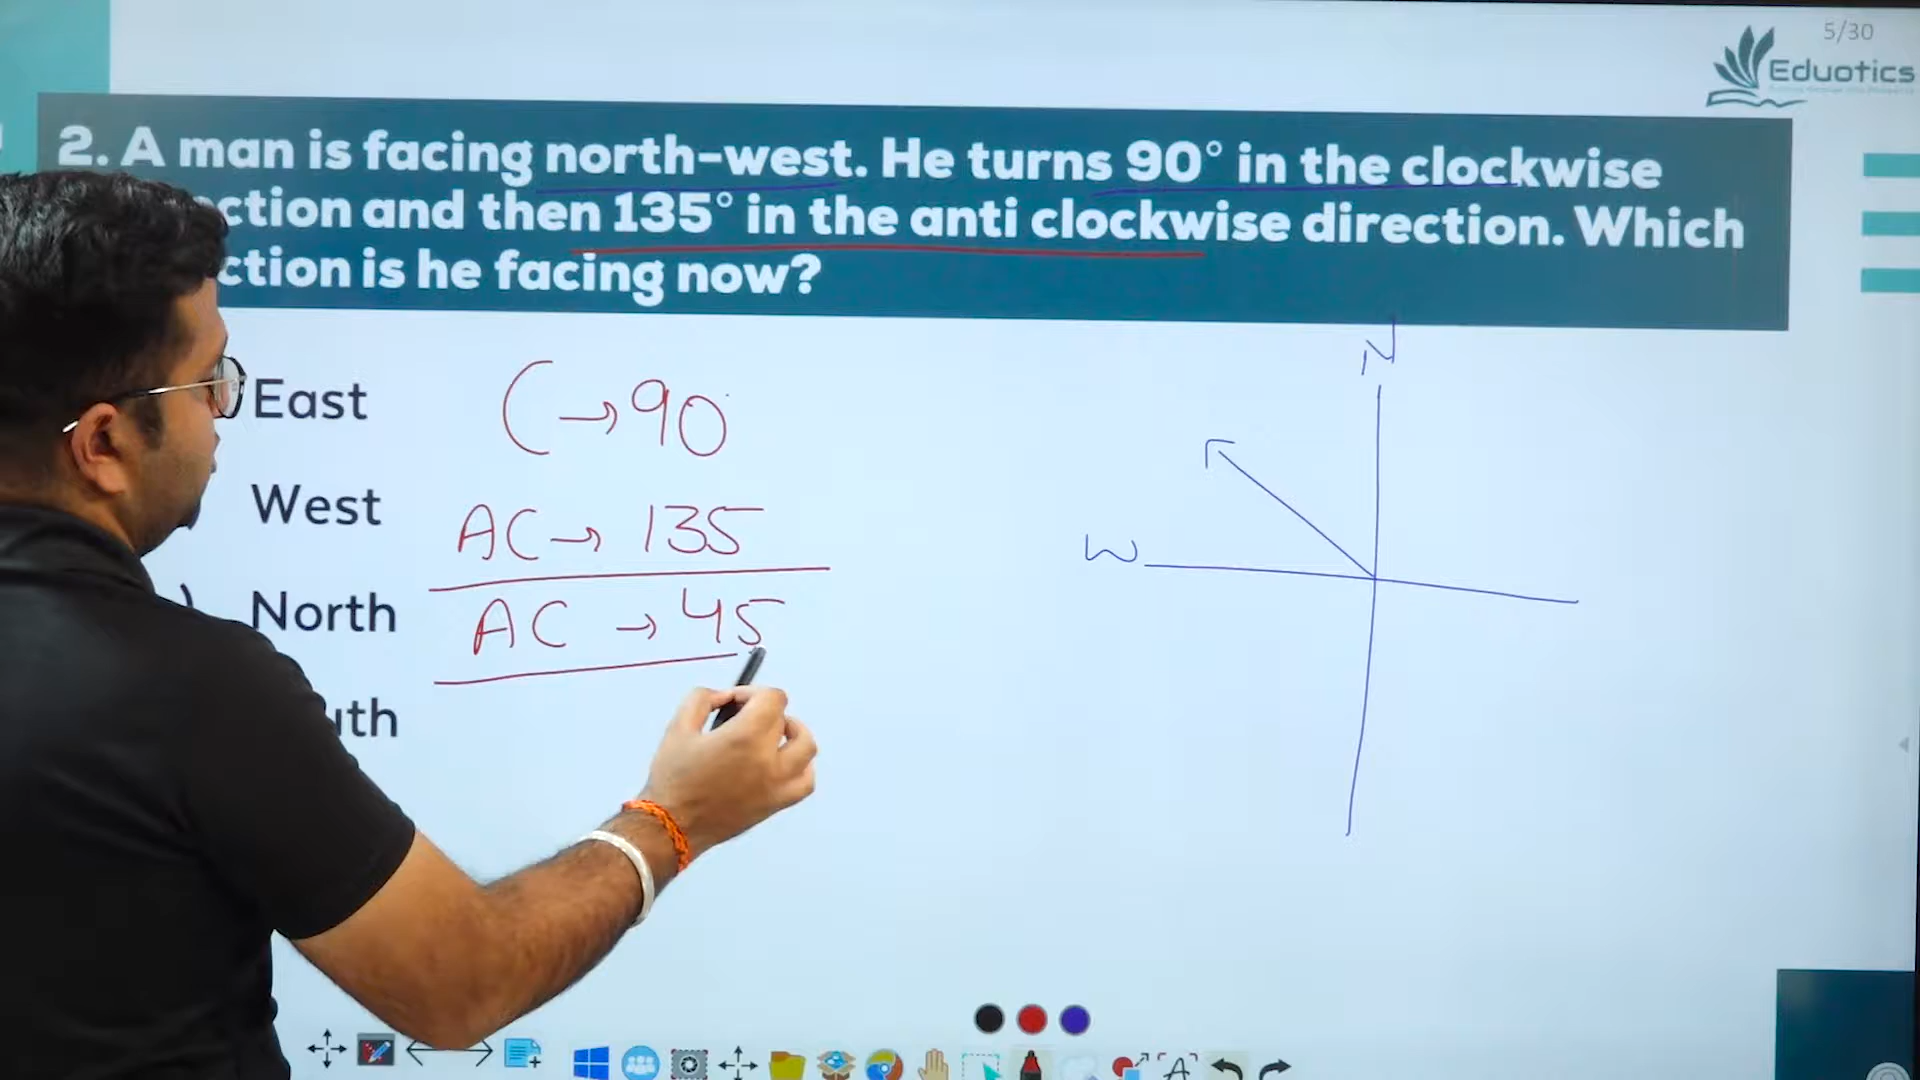 5/30
Eduotics
2. A man is facing north-west. He turns 90° in the clockwise
ction and then 135° in the anti clockwise direction. Which
ction is he facing now?
East
West
North
uth
C → 90
AC → 135
AC → 45
N
W